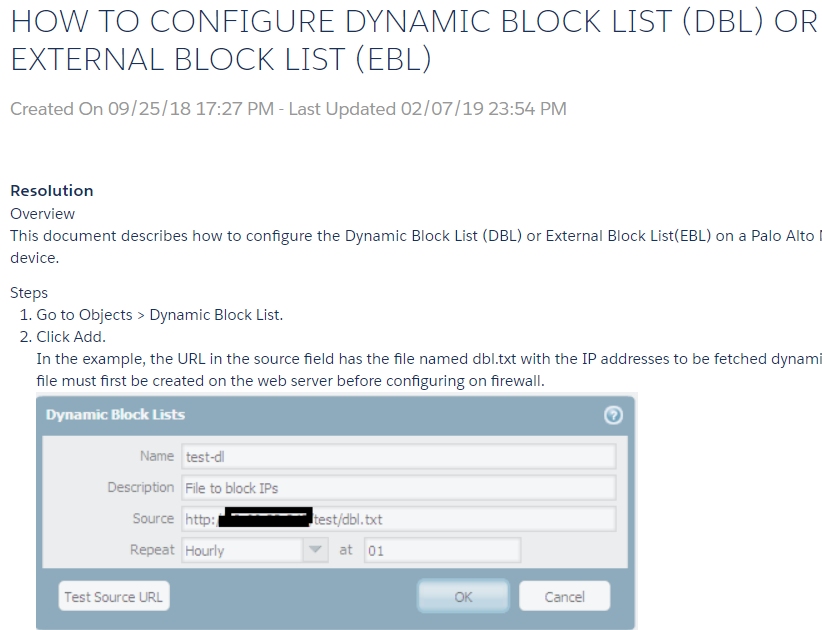 HOW TO CONFIGURE DYNAMIC BLOCK LIST (DBL) OR
EXTERNAL BLOCK LIST (EBL)
Created On 09/25/18 17:27 PM - Last Updated 02/07/19 23:54 PM
Resolution
Overview
This document describes how to configure the Dynamic Block List (DBL) or External Block List(EBL) on a Palo Alto
device.
Steps
1. Go to Objects > Dynamic Block List.
2. Click Add.
In the example, the URL in the source field has the file named dbl.txt with the IP addresses to be fetched dynami
file must first be created on the web server before configuring on firewall.
Dynamic Block Lists ?
Name test-dl
Description File to block IPs
Source http:/ /test/dbl.txt
Repeat Hourly at 01
Test Source URL OK Cancel